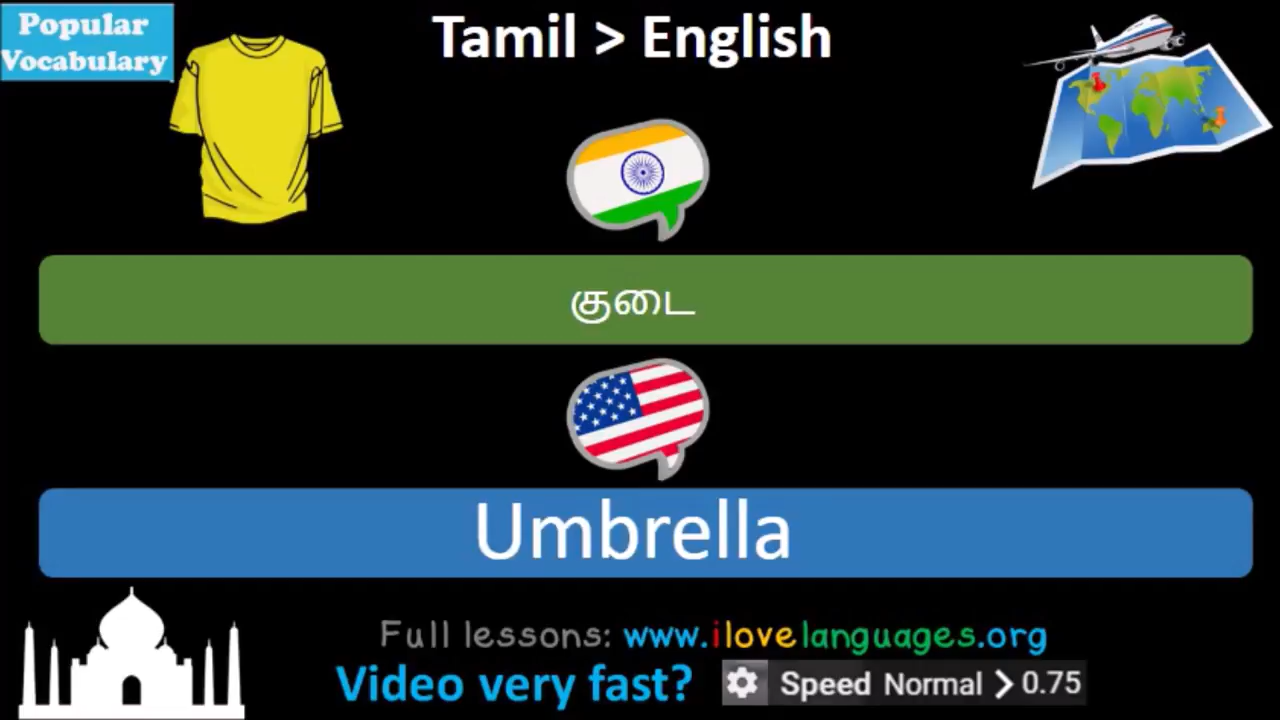 Popular
Vocabulary
Tamil > English
குடை
Umbrella
Full lessons: www.ilovelanguages.org
Video very fast? Speed Normal > 0.75